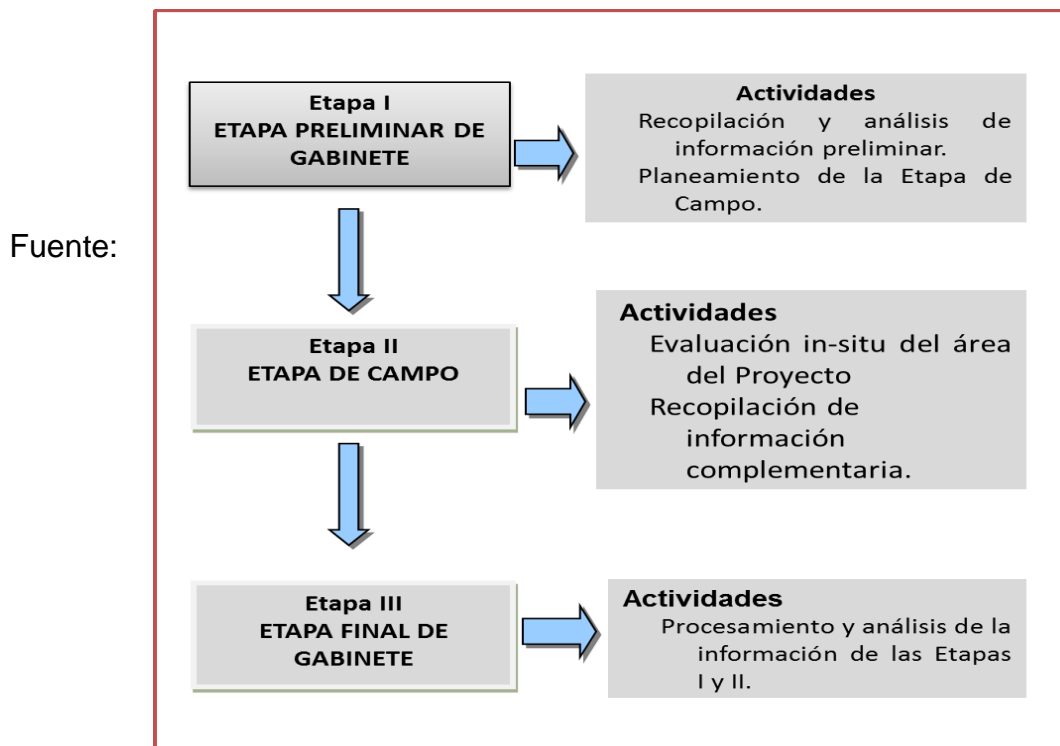 Etapa I
ETAPA PRELIMINAR DE
GABINETE
Actividades
Recopilación y análisis de
información preliminar.
Planeamiento de la Etapa de
Campo.
Fuente:
Etapa II
ETAPA DE CAMPO
Actividades
Evaluación in-situ del área
del Proyecto
Recopilación de
información
complementaria.
Etapa III
ETAPA FINAL DE
GABINETE
Actividades
Procesamiento y análisis de la
información de las Etapas
I y II.